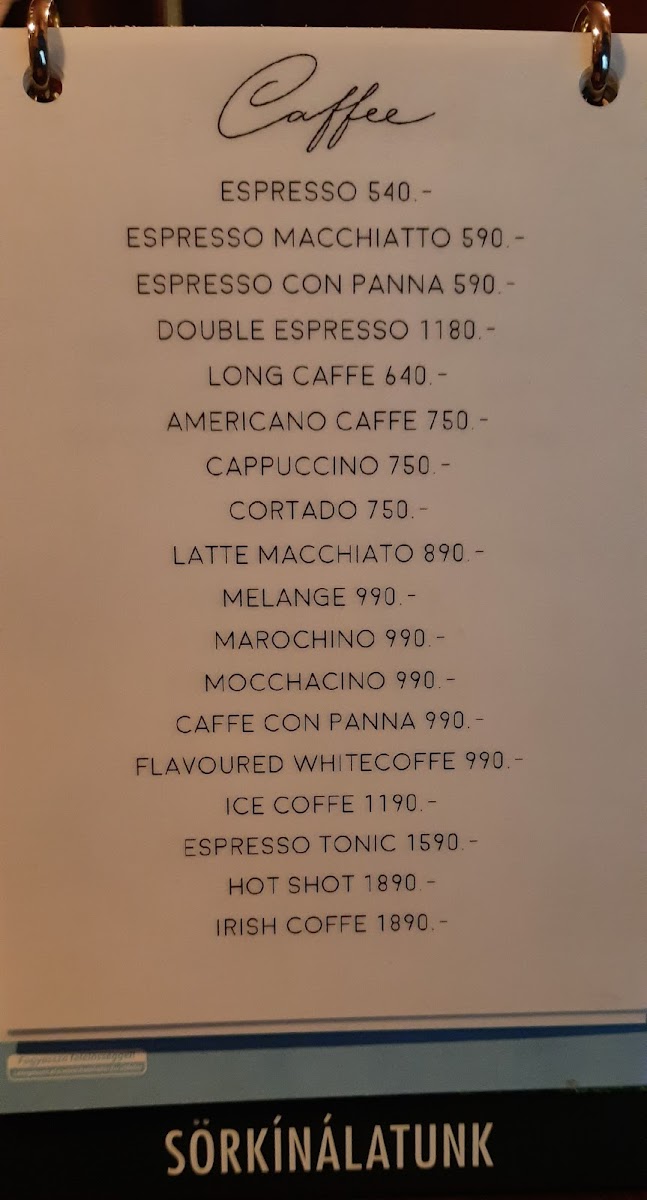 Caffee
ESPRESSO 540.-
ESPRESSO MACCHIATTO 590.-
ESPRESSO CON PANNA 590.-
DOUBLE ESPRESSO 1180.-
LONG CAFFE 640.-
AMERICANO CAFFE 750.-
CAPPUCCINO 750.-
CORTADO 750.-
LATTE MACCHIATO 890.-
MELANGE 990.-
MAROCHINO 990.-
MOCCHACINO 990.-
CAFFE CON PANNA 990.-
FLAVOURED WHITECOFFE 990.-
ICE COFFE 1190.-
ESPRESSO TONIC 1590.-
HOT SHOT 1890.-
IRISH COFFE 1890.-
SÖRKÍNÁLATUNK